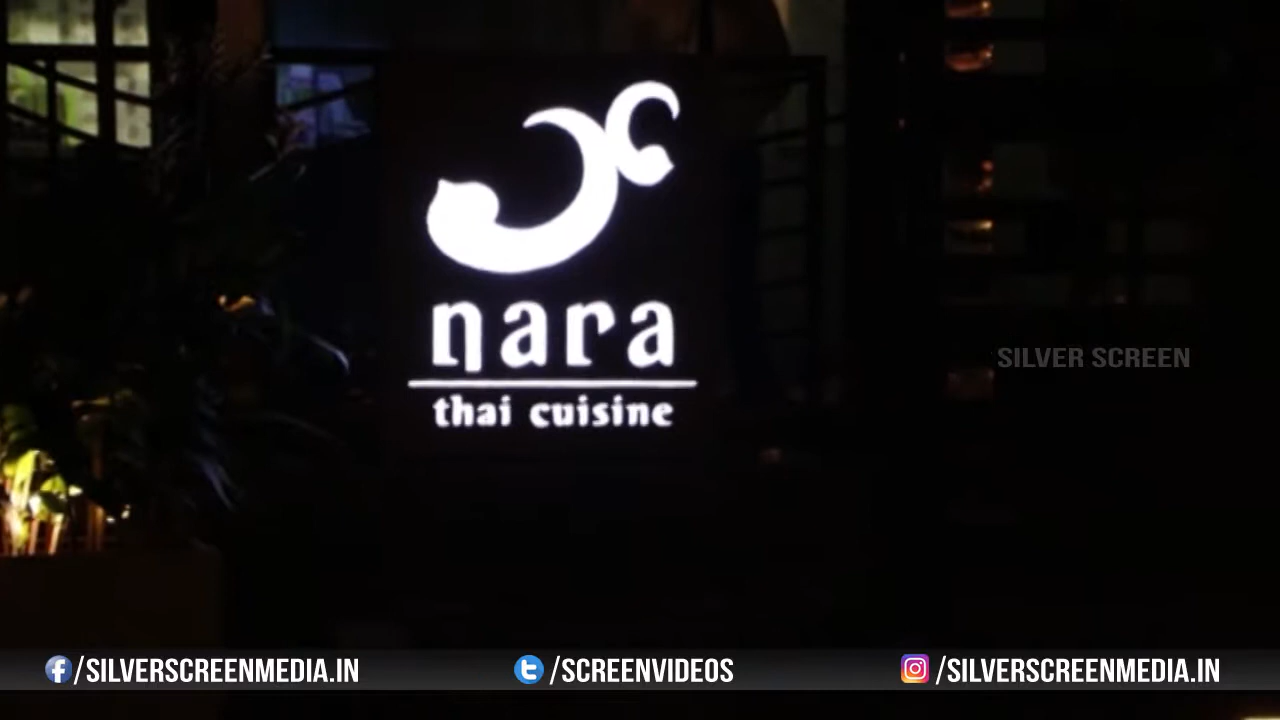 nara
thai cuisine
SILVER SCREEN
/SILVERSCREENMEDIA.IN
/SCREENVIDEOS
/SILVERSCREENMEDIA.IN